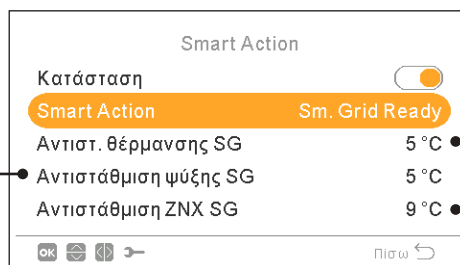 Smart Action
Κατάσταση
Smart Action Sm. Grid Ready
Αντιστ. θέρμανσης SG 5 °C
Αντιστάθμιση ψύξης SG 5 °C
Αντιστάθμιση ΖΝΧ SG 9 °C
OK Πίσω